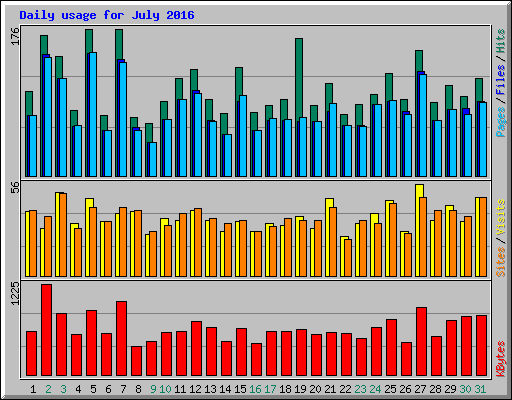 Daily usage for July 2016
176
Pages / Files / Hits
56
Sites / Visits
1225
KBytes
1 2 3 4 5 6 7 8 9 10 11 12 13 14 15 16 17 18 19 20 21 22 23 24 25 26 27 28 29 30 31